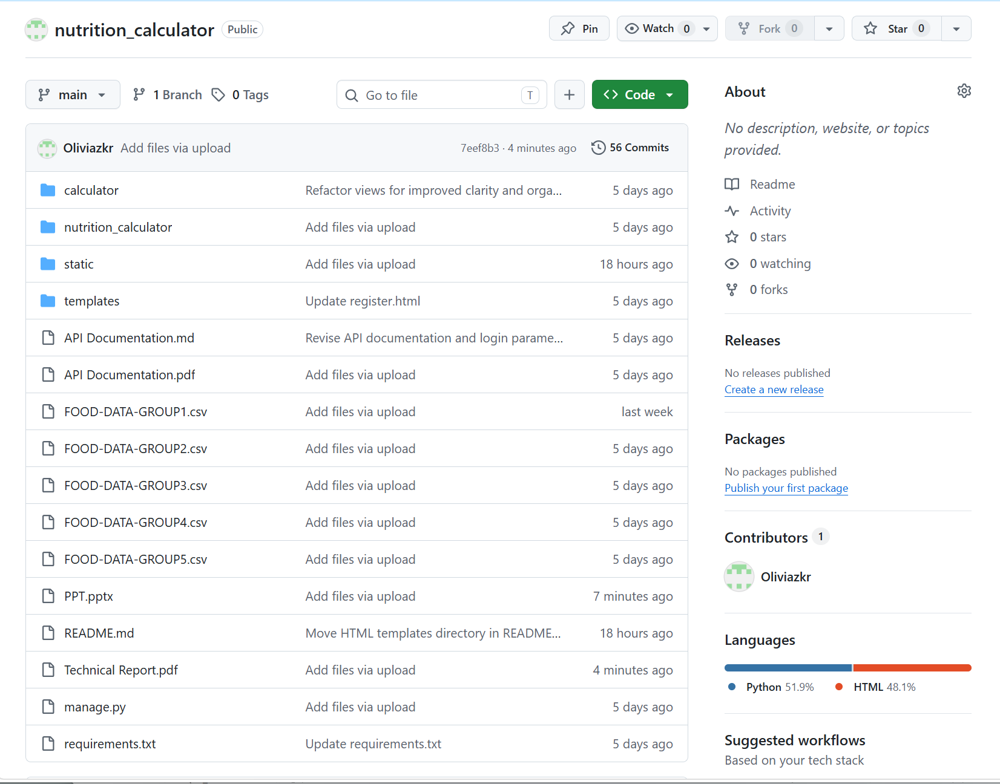 nutrition_calculator Public Pin Watch 0 Fork 0 Star 0
main 1 Branch 0 Tags Go to file T + <> Code
Oliviazkr Add files via upload 7eef8b3 · 4 minutes ago 56 Commits
calculator Refactor views for improved clarity and orga... 5 days ago
nutrition_calculator Add files via upload 5 days ago
static Add files via upload 18 hours ago
templates Update register.html 5 days ago
API Documentation.md Revise API documentation and login parame... 5 days ago
API Documentation.pdf Add files via upload 5 days ago
FOOD-DATA-GROUP1.csv Add files via upload last week
FOOD-DATA-GROUP2.csv Add files via upload 5 days ago
FOOD-DATA-GROUP3.csv Add files via upload 5 days ago
FOOD-DATA-GROUP4.csv Add files via upload 5 days ago
FOOD-DATA-GROUP5.csv Add files via upload 5 days ago
PPT.pptx Add files via upload 7 minutes ago
README.md Move HTML templates directory in README... 18 hours ago
Technical Report.pdf Add files via upload 4 minutes ago
manage.py Add files via upload 5 days ago
requirements.txt Update requirements.txt 5 days ago
About
No description, website, or topics
provided.
Readme
Activity
0 stars
0 watching
0 forks
Releases
No releases published
Create a new release
Packages
No packages published
Publish your first package
Contributors 1
Oliviazkr
Languages
Python 51.9% HTML 48.1%
Suggested workflows
Based on your tech stack